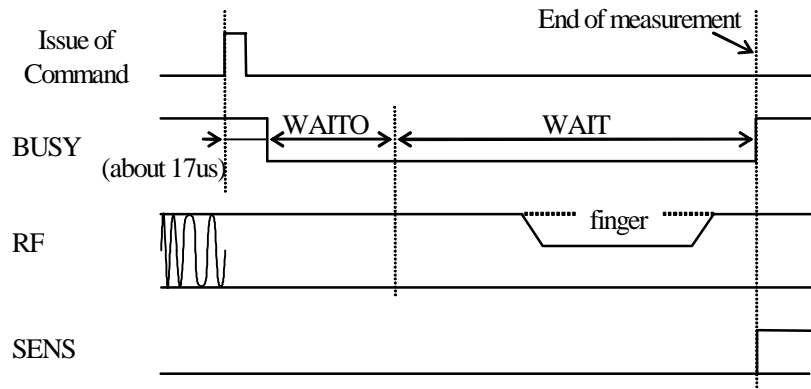 End of measurement
Issue of
Command
WAITO
WAIT
BUSY
(about 17us)
finger
RF
SENS